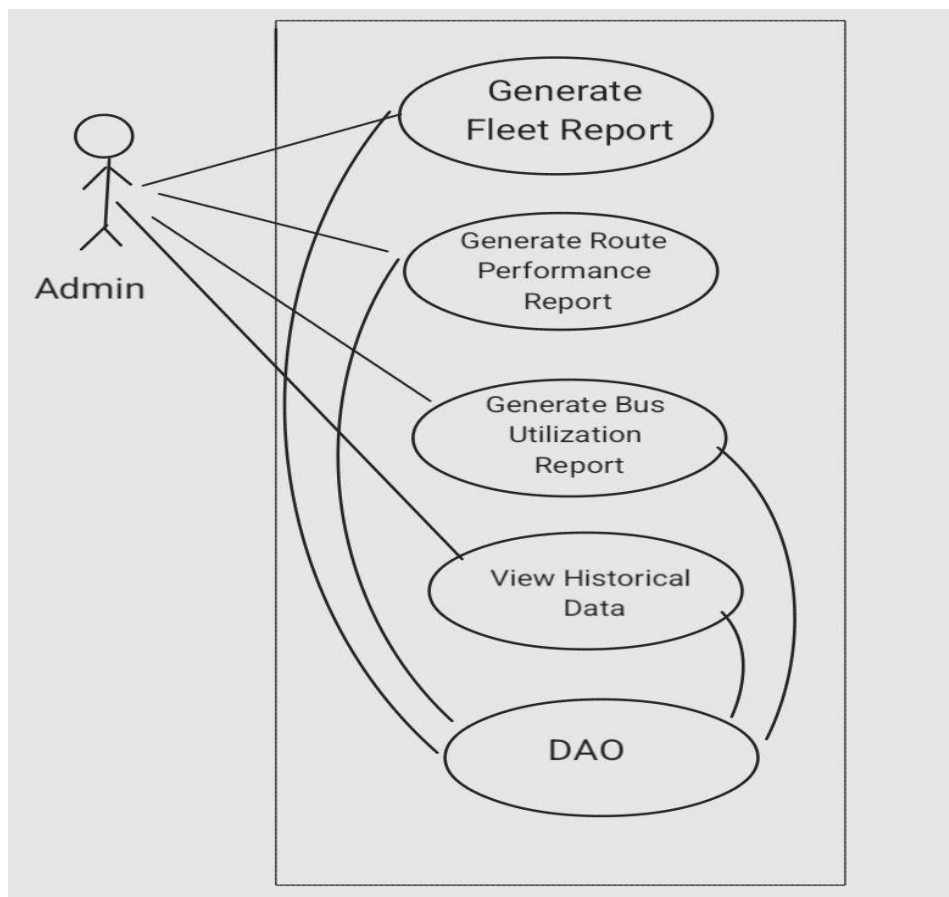 Generate
Fleet Report
Admin
Generate Route
Performance
Report
Generate Bus
Utilization
Report
View Historical
Data
DAO